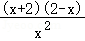 (x+2)(2-x)
x²